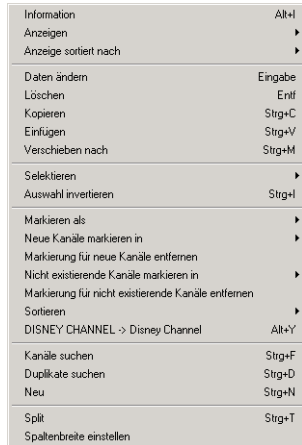 Information Alt+I
Anzeigen
Anzeige sortiert nach
Daten ändern Eingabe
Löschen Entf
Kopieren Strg+C
Einfügen Strg+V
Verschieben nach Strg+M
Selektieren
Auswahl invertieren Strg+I
Markieren als
Neue Kanäle markieren in
Markierung für neue Kanäle entfernen
Nicht existierende Kanäle markieren in
Markierung für nicht existierende Kanäle entfernen
Sortieren
DISNEY CHANNEL -> Disney Channel Alt+Y
Kanäle suchen Strg+F
Duplikate suchen Strg+D
Neu Strg+N
Split Strg+T
Spaltenbreite einstellen